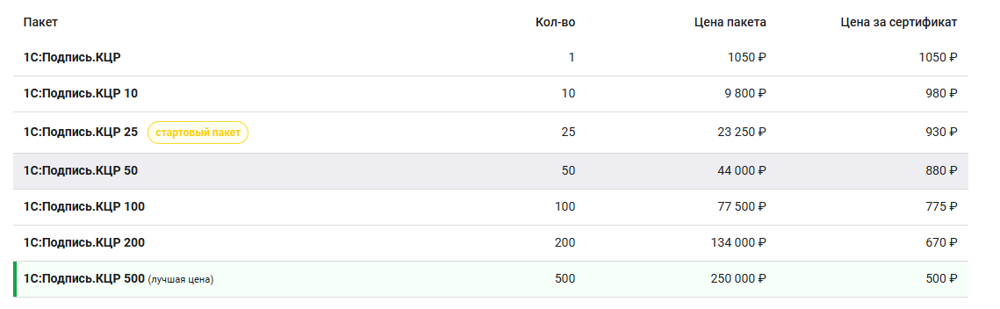 Пакет Кол-во Цена пакета Цена за сертификат
1С:Подпись.КЦР 1 1050 ₽ 1050 ₽
1С:Подпись.КЦР 10 10 9 800 ₽ 980 ₽
1С:Подпись.КЦР 25 стартовый пакет 25 23 250 ₽ 930 ₽
1С:Подпись.КЦР 50 50 44 000 ₽ 880 ₽
1С:Подпись.КЦР 100 100 77 500 ₽ 775 ₽
1С:Подпись.КЦР 200 200 134 000 ₽ 670 ₽
1С:Подпись.КЦР 500 (лучшая цена) 500 250 000 ₽ 500 ₽